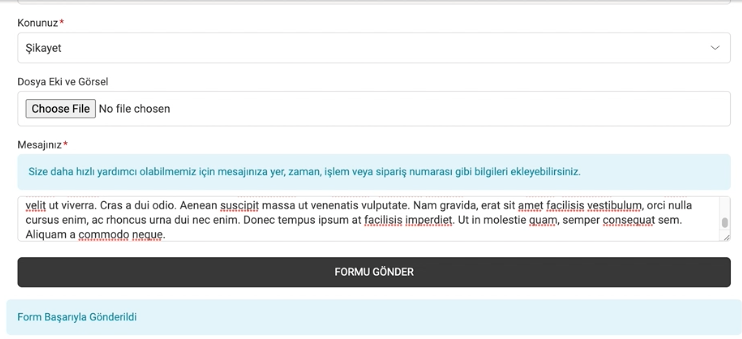 Konunuz*
Şikayet
Dosya Eki ve Görsel
Choose File No file chosen
Mesajınız*
Size daha hızlı yardımcı olabilmemiz için mesajınıza yer, zaman, işlem veya sipariş numarası gibi bilgileri ekleyebilirsiniz.
velit ut viverra. Cras a dui odio. Aenean suscipit massa ut venenatis vulputate. Nam gravida, erat sit amet facilisis vestibulum, orci nulla
cursus enim, ac rhoncus urna dui nec enim. Donec tempus ipsum at facilisis imperdiet. Ut in molestie quam, semper consequat sem.
Aliquam a commodo neque.
FORMU GÖNDER
Form Başarıyla Gönderildi